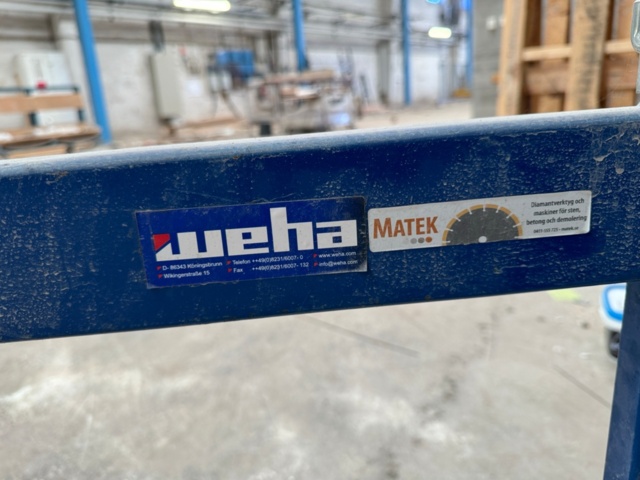 weha
D- 86343 Köningsbrunn
Wikingerstraße 15
Telefon ++49(0)8231/6007- 0
Fax ++49(0)8231/6007- 132
www.weha.com
info@weha.com
MATEK
Diamantverktyg och
maskiner för sten,
betong och demolering